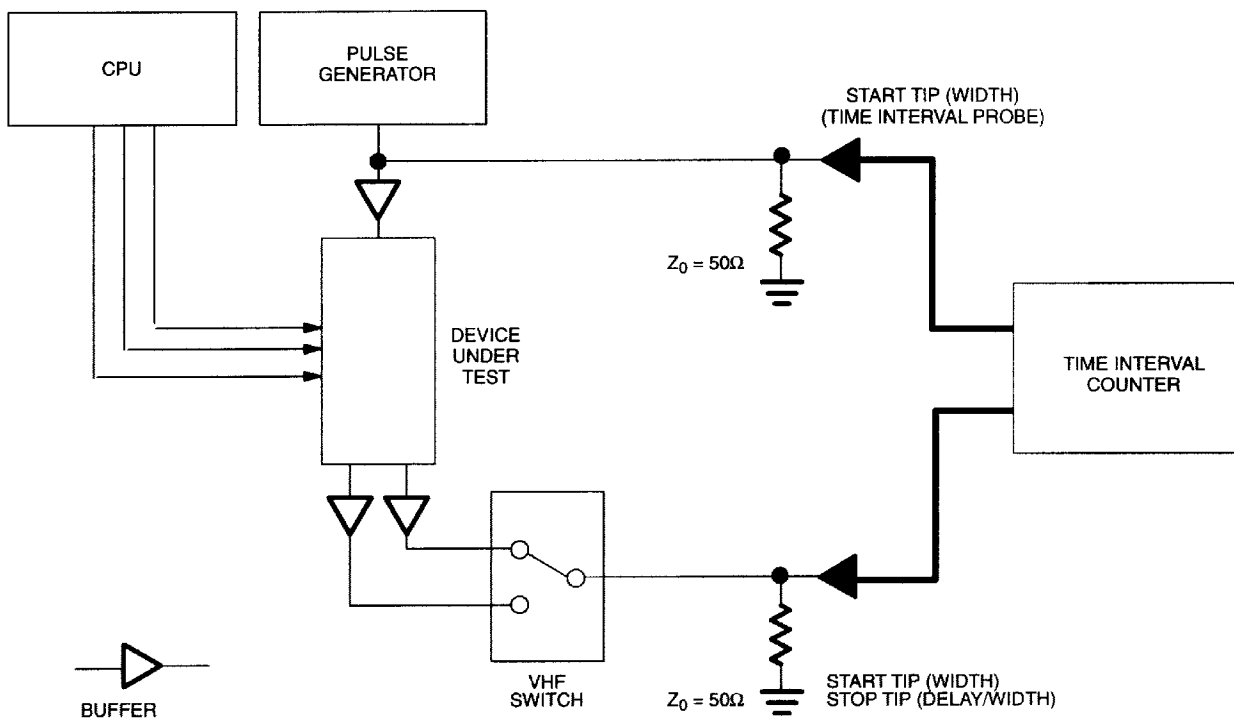 CPU
PULSE
GENERATOR
START TIP (WIDTH)
(TIME INTERVAL PROBE)
Z0 = 50Ω
DEVICE
UNDER
TEST
TIME INTERVAL
COUNTER
VHF
SWITCH
Z0 = 50Ω
START TIP (WIDTH)
STOP TIP (DELAY/WIDTH)
BUFFER